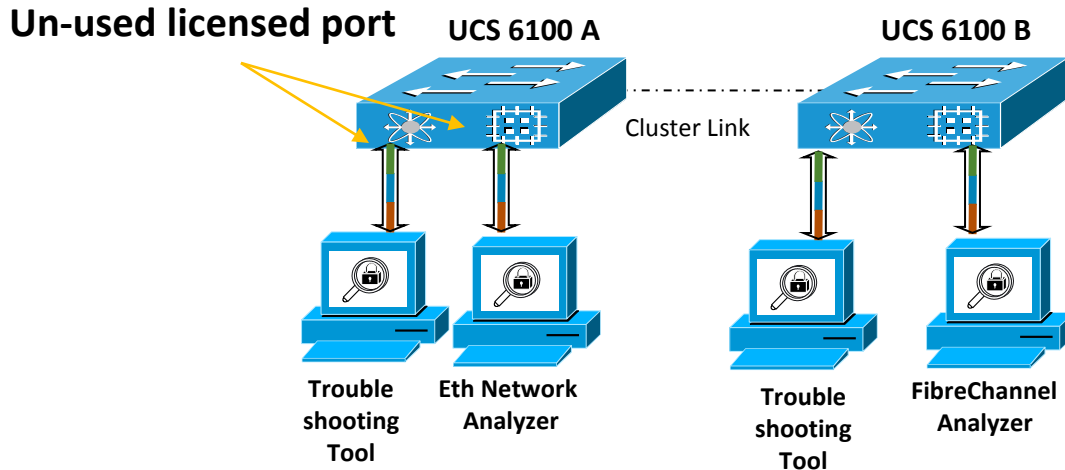 Un-used licensed port
UCS 6100 A
UCS 6100 B
Cluster Link
Trouble
shooting
Tool
Eth Network
Analyzer
Trouble
shooting
Tool
FibreChannel
Analyzer